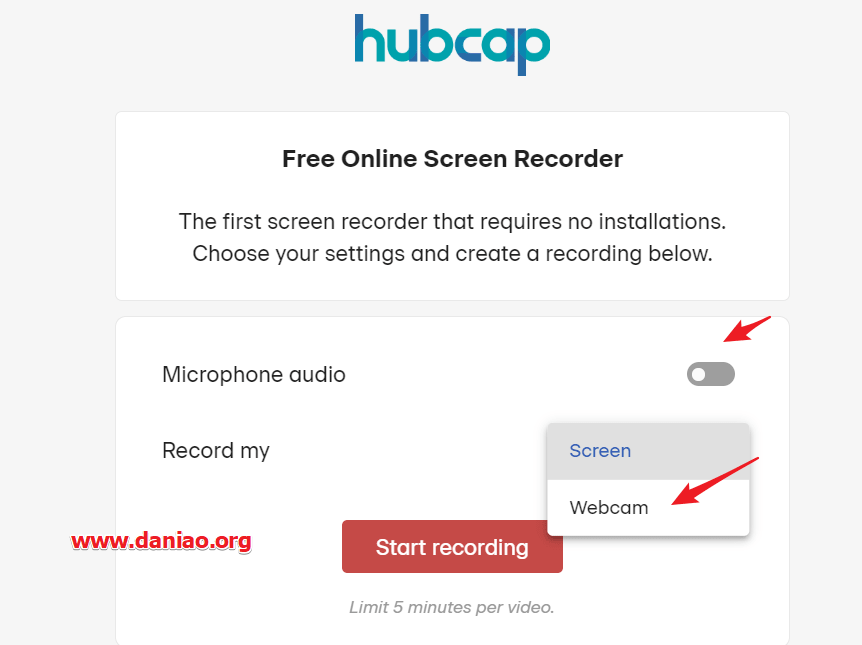 hubcap
Free Online Screen Recorder
The first screen recorder that requires no installations.
Choose your settings and create a recording below.
Microphone audio
Record my
Screen
Webcam
www.daniao.org
Start recording
Limit 5 minutes per video.